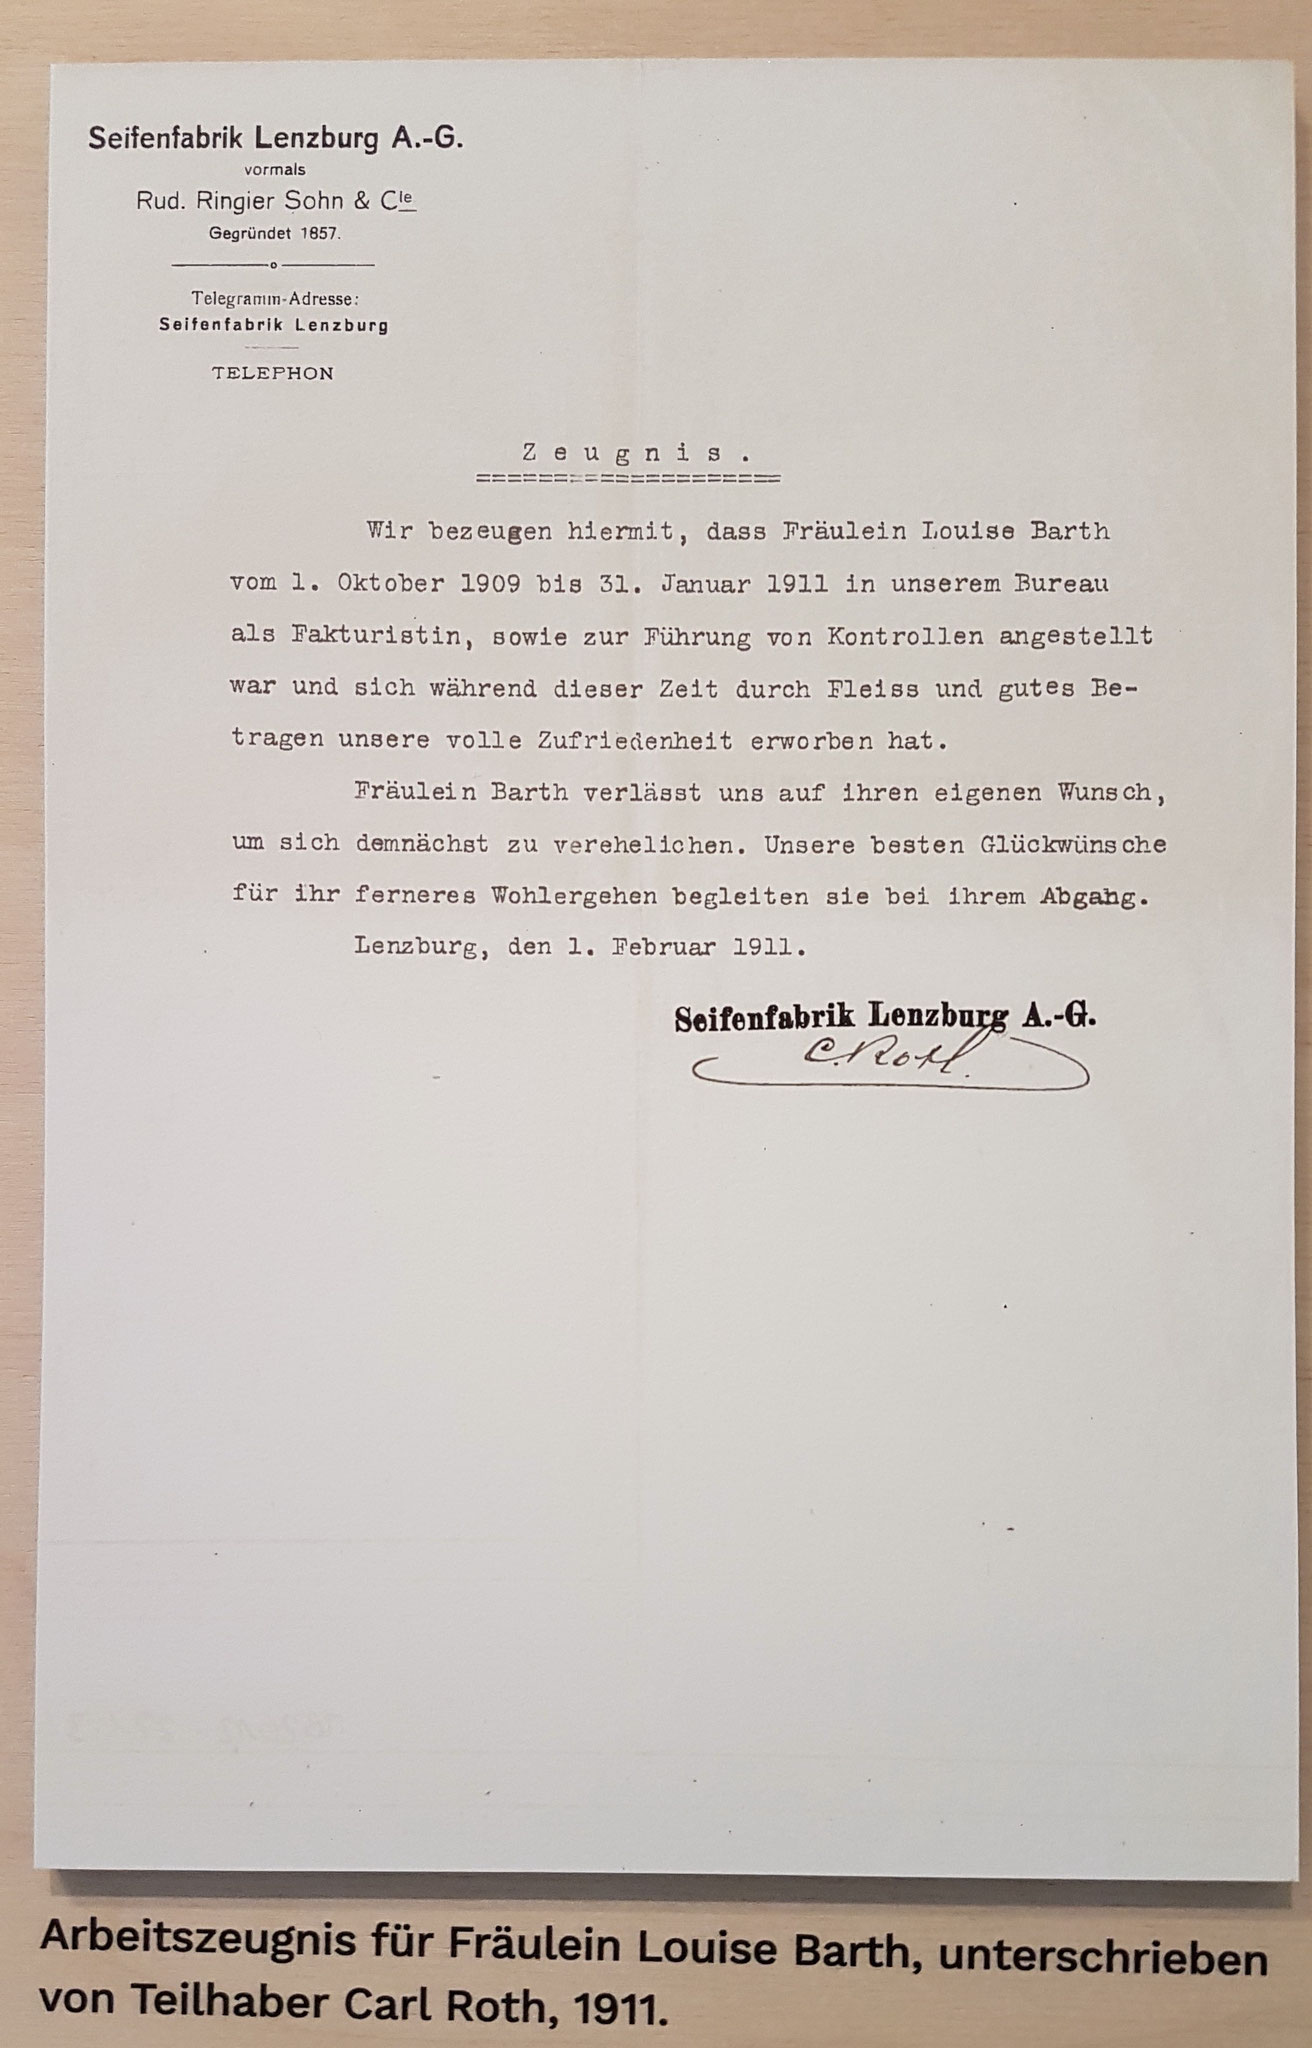 Seifenfabrik Lenzburg A.-G.
vormals
Rud. Ringier Sohn & Cie
Gegründet 1857.
Telegramm-Adresse:
Seifenfabrik Lenzburg
TELEPHON
Zeugnis.
====================
Wir bezeugen hiermit, dass Fräulein Louise Barth
vom 1. Oktober 1909 bis 31. Januar 1911 in unserem Bureau
als Fakturistin, sowie zur Führung von Kontrollen angestellt
war und sich während dieser Zeit durch Fleiss und gutes Be-
tragen unsere volle Zufriedenheit erworben hat.
Fräulein Barth verlässt uns auf ihren eigenen Wunsch,
um sich demnächst zu verehelichen. Unsere besten Glückwünsche
für ihr ferneres Wohlergehen begleiten sie bei ihrem Abgang.
Lenzburg, den 1. Februar 1911.
Seifenfabrik Lenzburg A.-G.
C. Roth.
Arbeitszeugnis für Fräulein Louise Barth, unterschrieben
von Teilhaber Carl Roth, 1911.